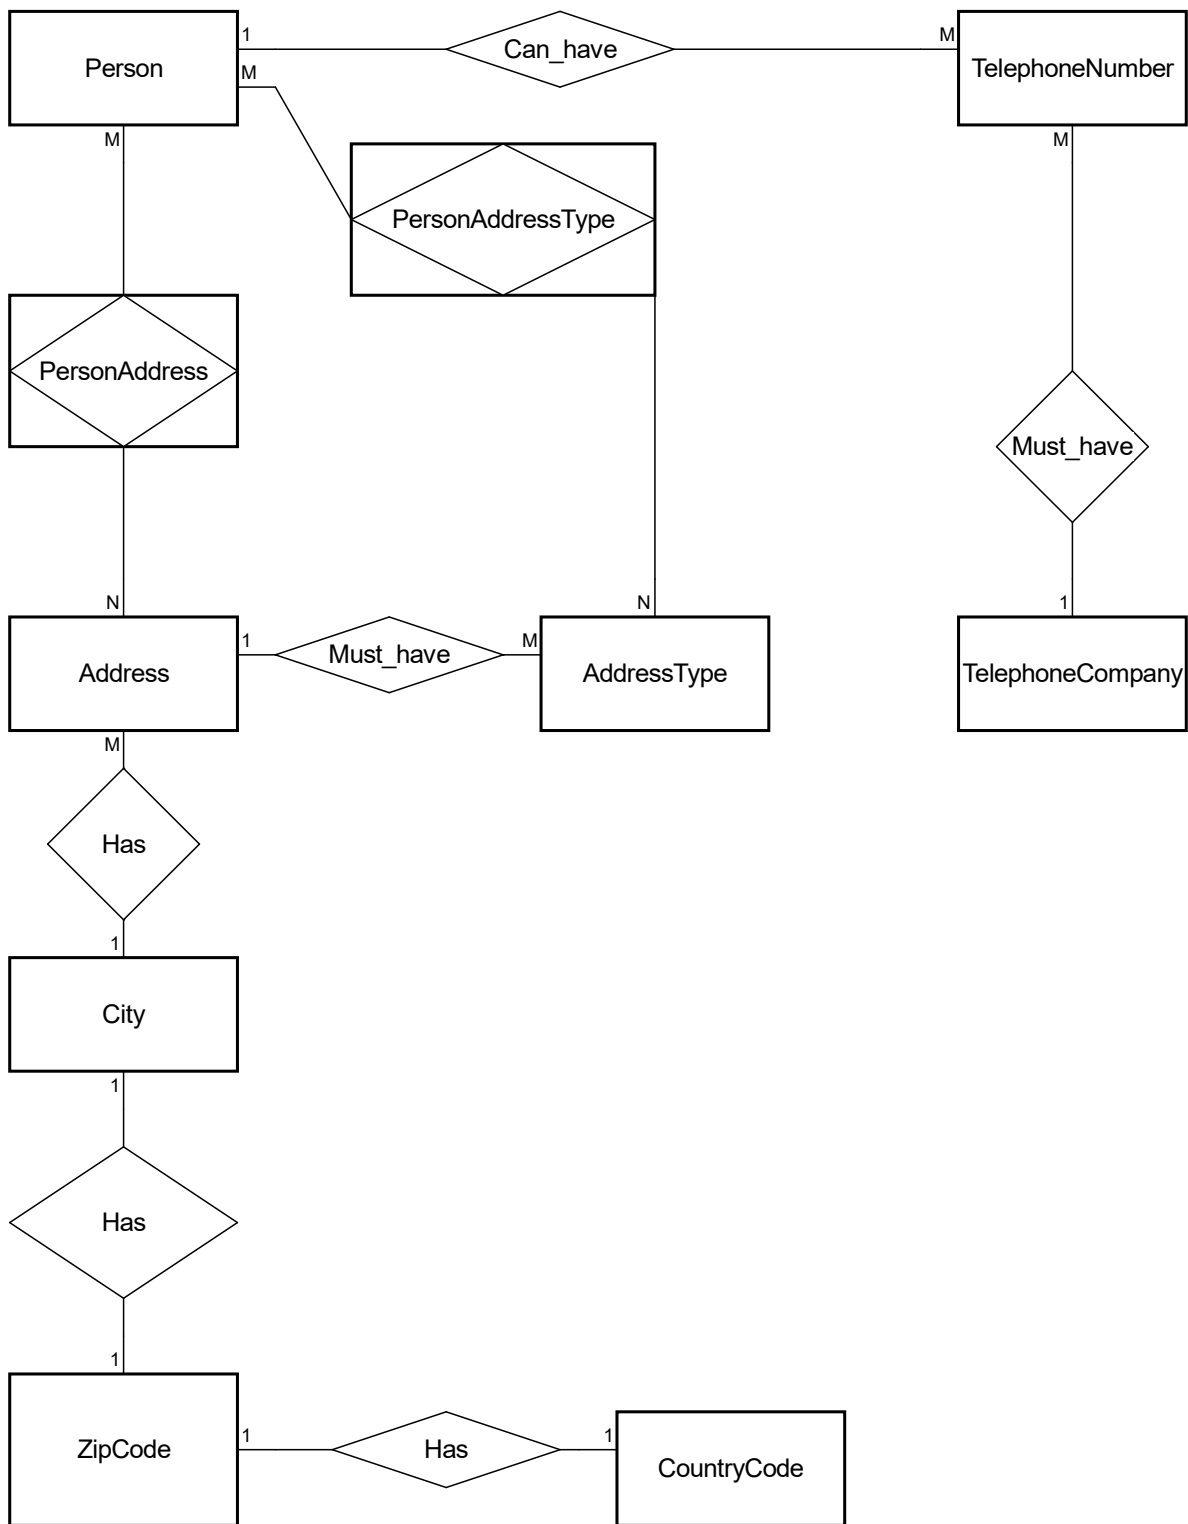 Person
1
Can_have
M
TelephoneNumber
M
M
M
PersonAddressType
PersonAddress
Must_have
N
N
1
Address
1
Must_have
M
AddressType
TelephoneCompany
M
Has
1
City
1
Has
1
ZipCode
1
Has
1
CountryCode